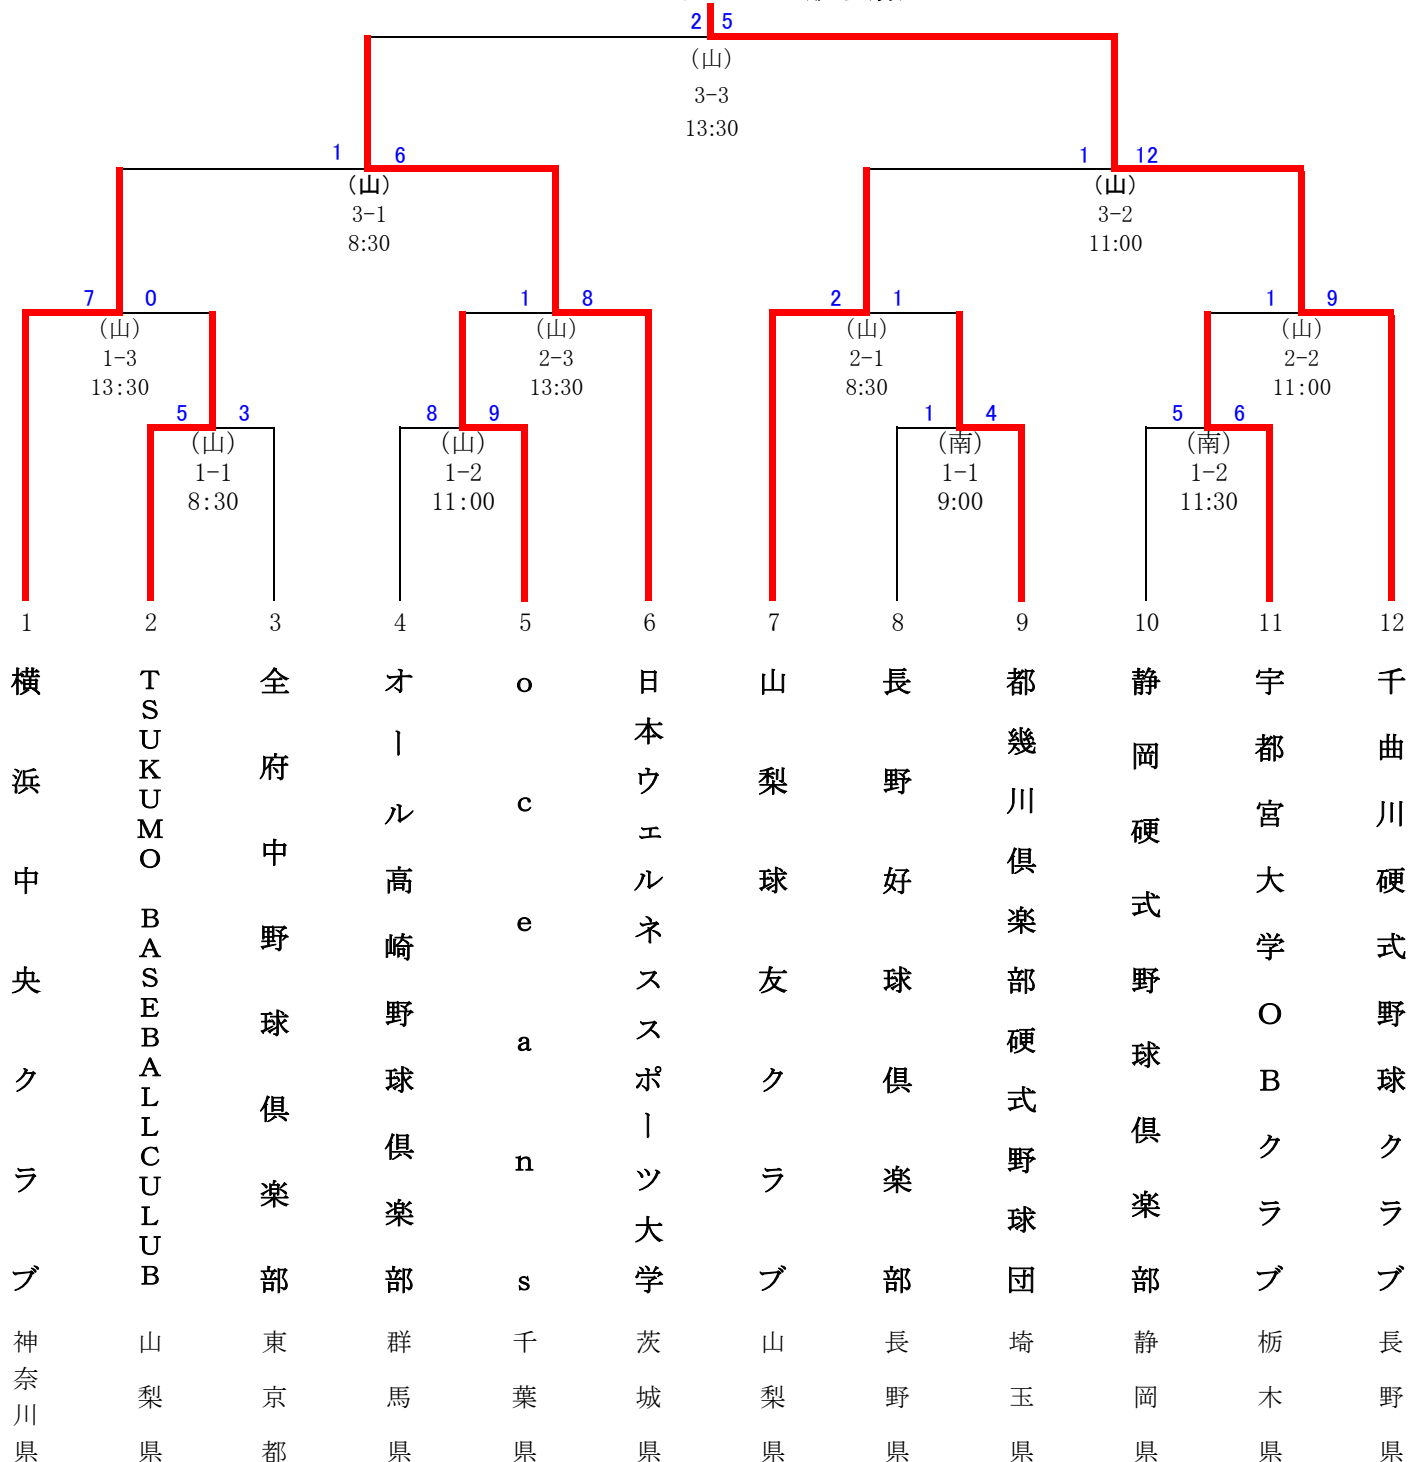 2 5
(山)
3-3
13:30
1 6
(山)
3-1
8:30
1 12
(山)
3-2
11:00
7 0
(山)
1-3
13:30
1 8
(山)
2-3
13:30
2 1
(山)
2-1
8:30
1 9
(山)
2-2
11:00
5 3
(山)
1-1
8:30
8 9
(山)
1-2
11:00
1 4
(南)
1-1
9:00
5 6
(南)
1-2
11:30
1 2 3 4 5 6 7 8 9 10 11 12
横浜中央クラブ
TSUKUMO BASEBALLCULUB
全府中野球倶楽部
オール高崎野球倶楽部
oceans
日本ウェルネススポーツ大学
山梨球友クラブ
長野好球倶楽部
都幾川倶楽部硬式野球団
静岡硬式野球倶楽部
宇都宮大学OBクラブ
千曲川硬式野球クラブ
神奈川県
山梨県
東京都
群馬県
千葉県
茨城県
山梨県
長野県
埼玉県
静岡県
栃木県
長野県